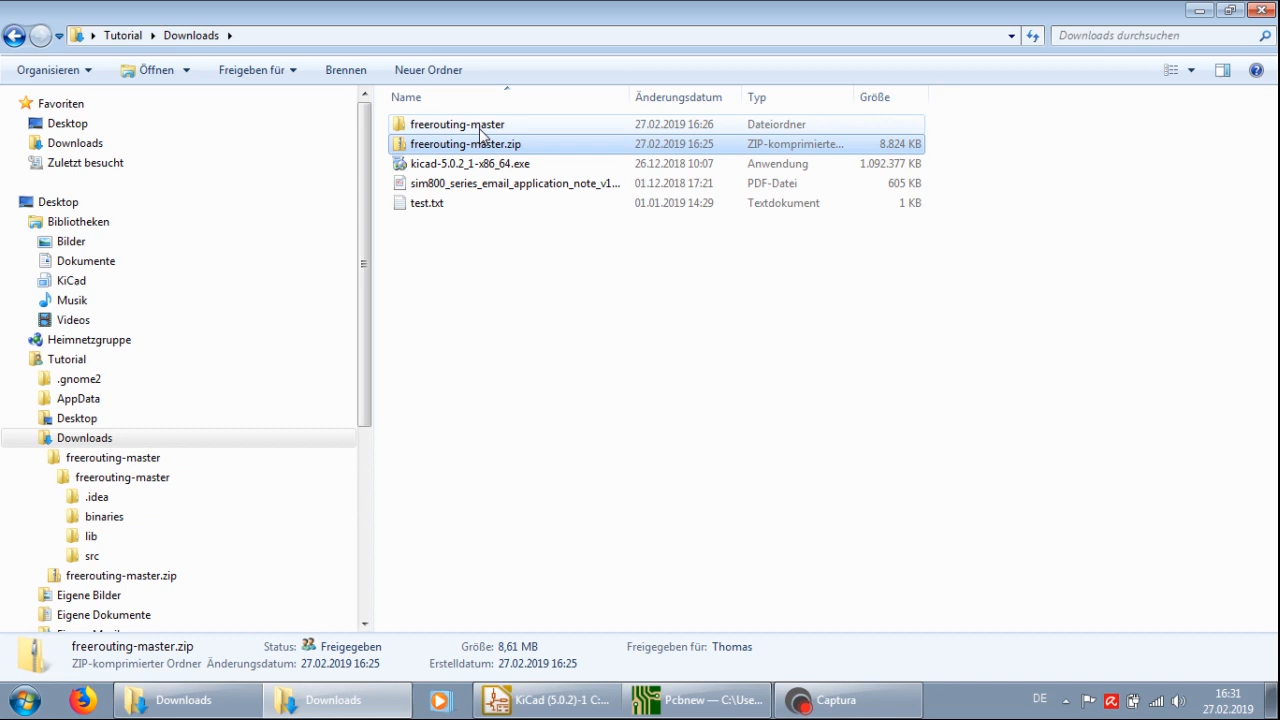 Tutorial Downloads
Downloads durchsuchen
Organisieren Öffnen Freigeben für Brennen Neuer Ordner
Favoriten
Desktop
Downloads
Zuletzt besucht
Desktop
Bibliotheken
Bilder
Dokumente
KiCad
Musik
Videos
Heimnetzgruppe
Tutorial
.gnome2
AppData
Desktop
Downloads
freerouting-master
freerouting-master
.idea
binaries
lib
src
freerouting-master.zip
Eigene Bilder
Eigene Dokumente
Name Änderungsdatum Typ Größe
freerouting-master 27.02.2019 16:26 Dateiordner
freerouting-master.zip 27.02.2019 16:25 ZIP-komprimierte... 8.824 KB
kicad-5.0.2_1-x86_64.exe 26.12.2018 10:07 Anwendung 1.092.377 KB
sim800_series_email_application_note_v1... 01.12.2018 17:21 PDF-Datei 605 KB
test.txt 01.01.2019 14:29 Textdokument 1 KB
freerouting-master.zip Status: Freigegeben Größe: 8,61 MB Freigegeben für: Thomas
ZIP-komprimierter Ordner Änderungsdatum: 27.02.2019 16:25 Erstelldatum: 27.02.2019 16:25
Downloads Downloads KiCad (5.0.2)-1 C:... Pcbnew — C:\Use... Captura DE 16:31
27.02.2019